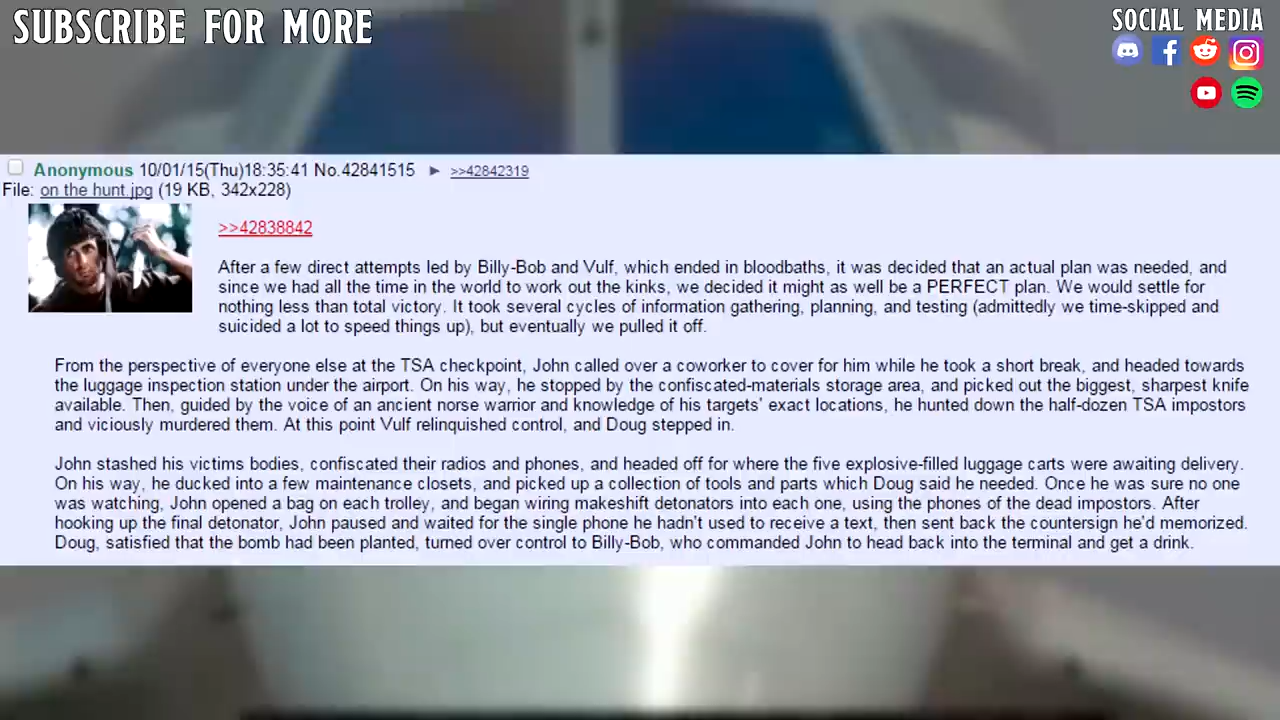 SUBSCRIBE FOR MORE
SOCIAL MEDIA
Anonymous 10/01/15(Thu)18:35:41 No.42841515 ► >>42842319
File: on the hunt.jpg (19 KB, 342x228)
>>42838842
After a few direct attempts led by Billy-Bob and Vulf, which ended in bloodbaths, it was decided that an actual plan was needed, and
since we had all the time in the world to work out the kinks, we decided it might as well be a PERFECT plan. We would settle for
nothing less than total victory. It took several cycles of information gathering, planning, and testing (admittedly we time-skipped and
suicided a lot to speed things up), but eventually we pulled it off.
From the perspective of everyone else at the TSA checkpoint, John called over a coworker to cover for him while he took a short break, and headed towards
the luggage inspection station under the airport. On his way, he stopped by the confiscated-materials storage area, and picked out the biggest, sharpest knife
available. Then, guided by the voice of an ancient norse warrior and knowledge of his targets' exact locations, he hunted down the half-dozen TSA impostors
and viciously murdered them. At this point Vulf relinquished control, and Doug stepped in.
John stashed his victims bodies, confiscated their radios and phones, and headed off for where the five explosive-filled luggage carts were awaiting delivery.
On his way, he ducked into a few maintenance closets, and picked up a collection of tools and parts which Doug said he needed. Once he was sure no one
was watching, John opened a bag on each trolley, and began wiring makeshift detonators into each one, using the phones of the dead impostors. After
hooking up the final detonator, John paused and waited for the single phone he hadn't used to receive a text, then sent back the countersign he'd memorized.
Doug, satisfied that the bomb had been planted, turned over control to Billy-Bob, who commanded John to head back into the terminal and get a drink.